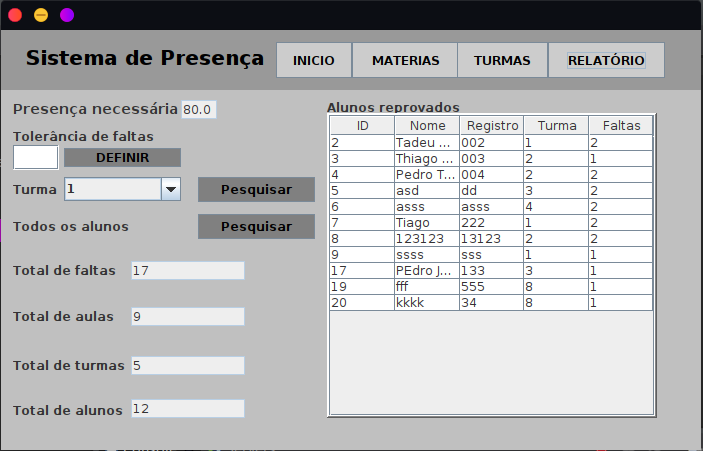 Sistema de Presença INICIO MATERIAS TURMAS RELATÓRIO
Presença necessária 80.0
Tolerância de faltas
DEFINIR
Turma 1 Pesquisar
Todos os alunos Pesquisar
Total de faltas 17
Total de aulas 9
Total de turmas 5
Total de alunos 12
Alunos reprovados
ID Nome Registro Turma Faltas
2 Tadeu ... 002 1 2
3 Thiago ... 003 2 1
4 Pedro T... 004 2 2
5 asd dd 3 2
6 asss asss 4 2
7 Tiago 222 1 2
8 123123 13123 2 2
9 ssss sss 1 1
17 PEdro J... 133 3 1
19 fff 555 8 1
20 kkkk 34 8 1